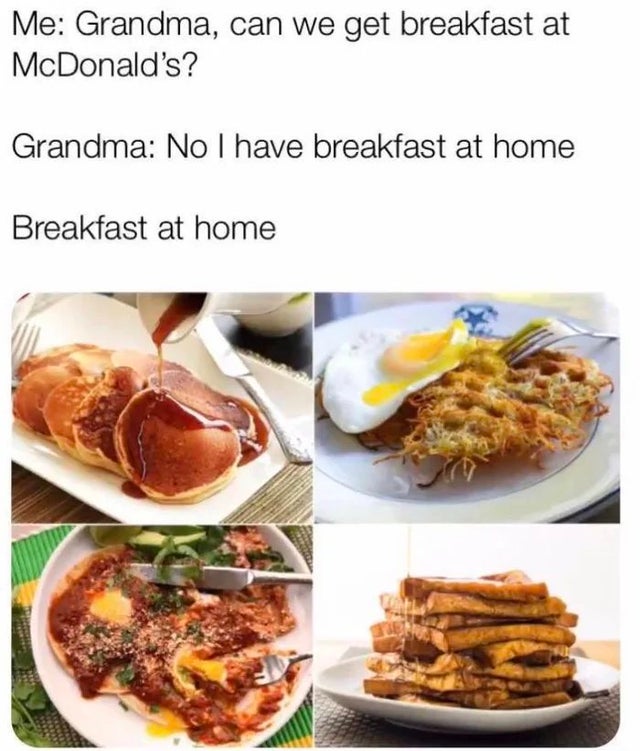 Me: Grandma, can we get breakfast at
McDonald's?
Grandma: No I have breakfast at home
Breakfast at home